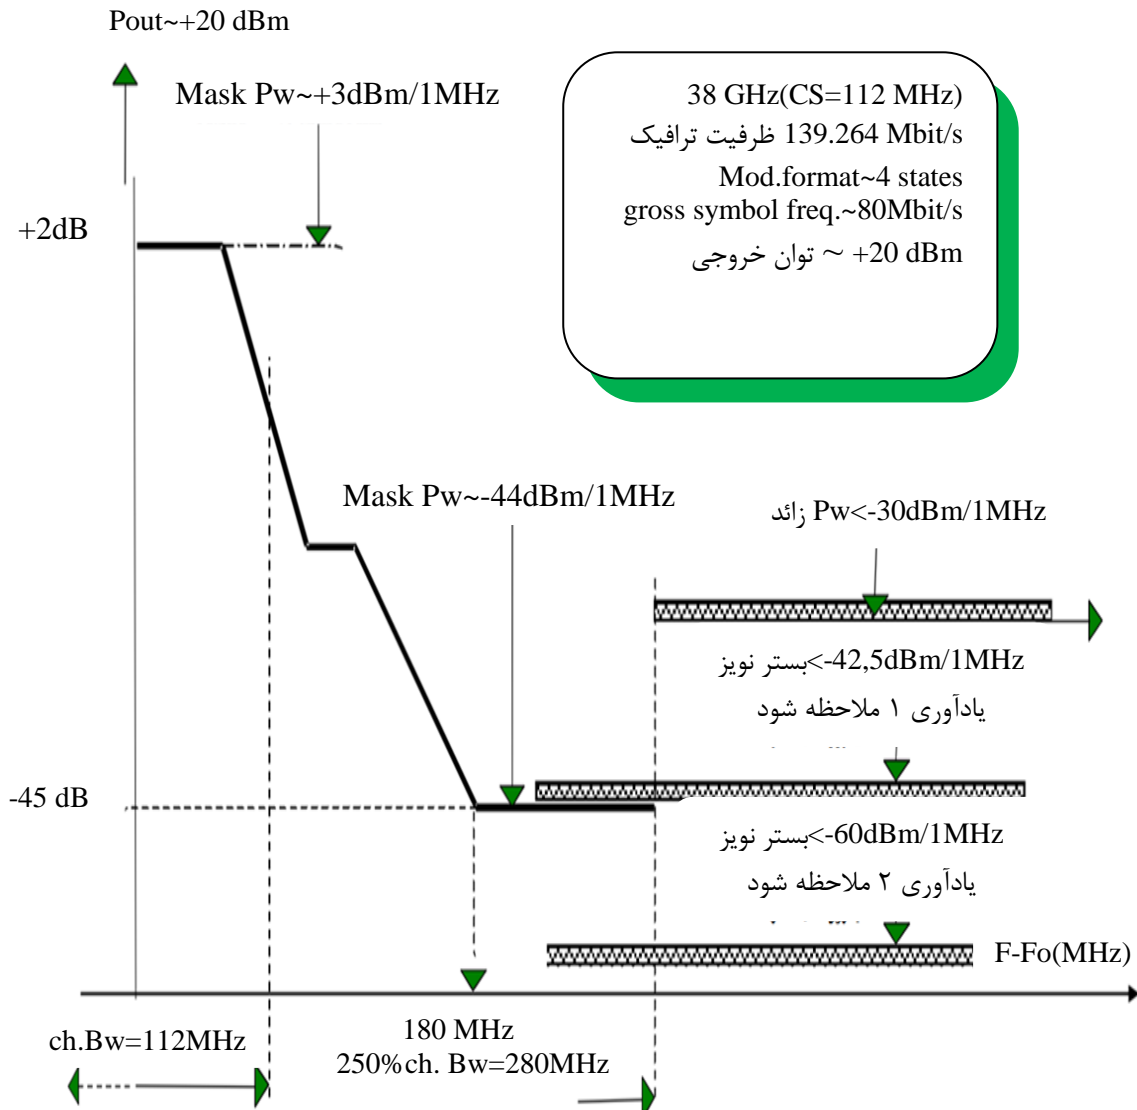 Pout~+20 dBm
Mask Pw~+3dBm/1MHz
38 GHz(CS=112 MHz)
ظرفیت ترافیک 139.264 Mbit/s
Mod.format~4 states
gross symbol freq.~80Mbit/s
توان خروجی ~ +20 dBm
+2dB
Mask Pw~-44dBm/1MHz
زائد Pw<-30dBm/1MHz
بستر نویز<-42,5dBm/1MHz
یادآوری ۱ ملاحظه شود
-45 dB
بستر نویز<-60dBm/1MHz
یادآوری ۲ ملاحظه شود
F-Fo(MHz)
ch.Bw=112MHz
180 MHz
250%ch. Bw=280MHz